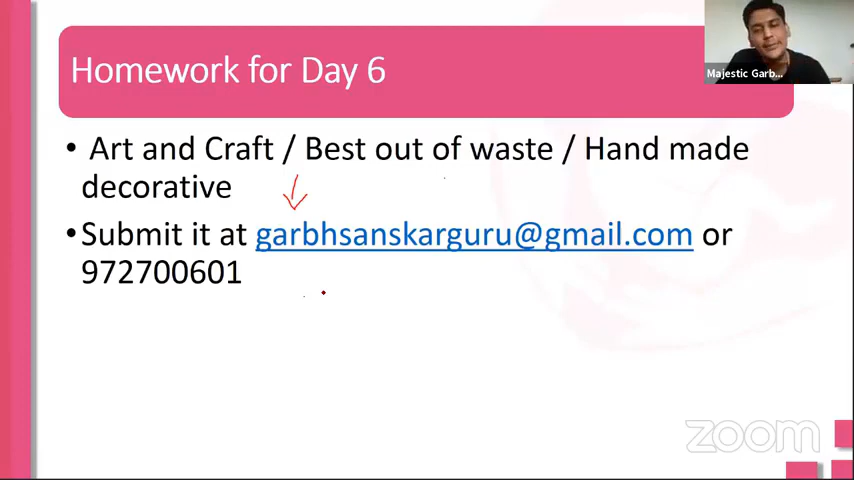 Homework for Day 6
Majestic Garb...
• Art and Craft / Best out of waste / Hand made
decorative
• Submit it at garbhsanskarguru@gmail.com or
972700601
zoom